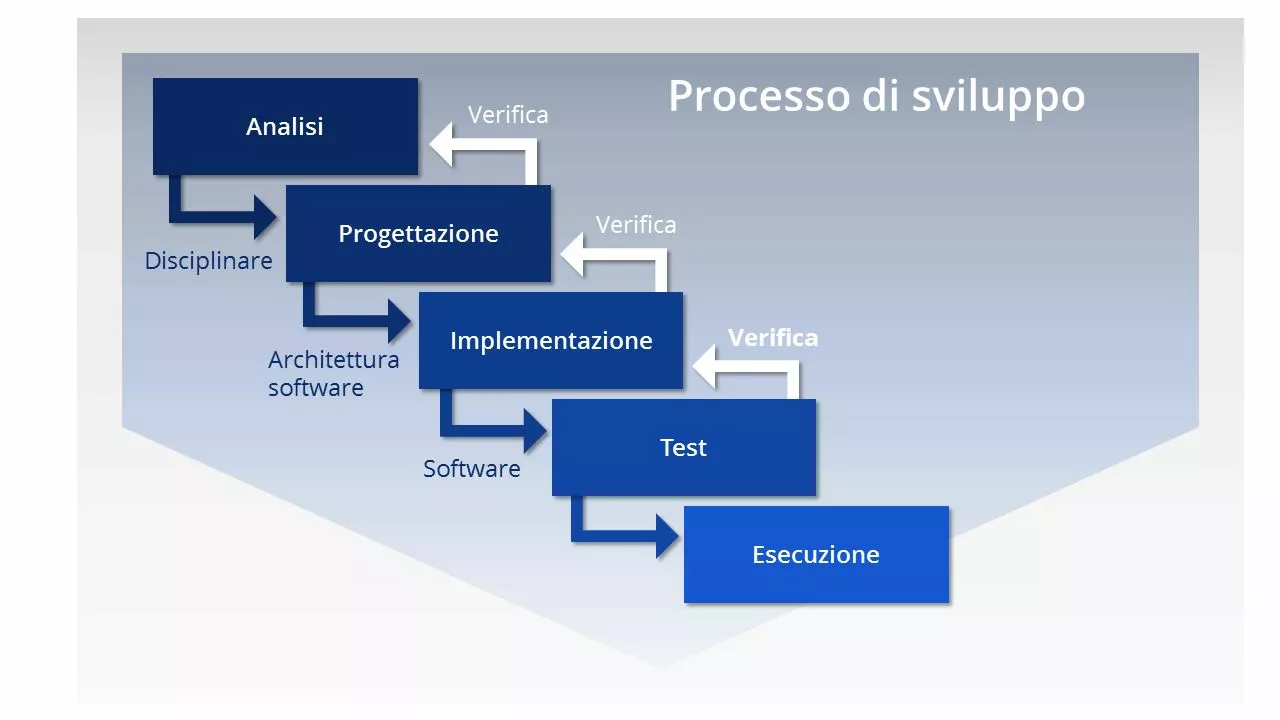 Processo di sviluppo
Analisi
Verifica
Disciplinare
Progettazione
Verifica
Architettura
software
Implementazione
Verifica
Software
Test
Esecuzione